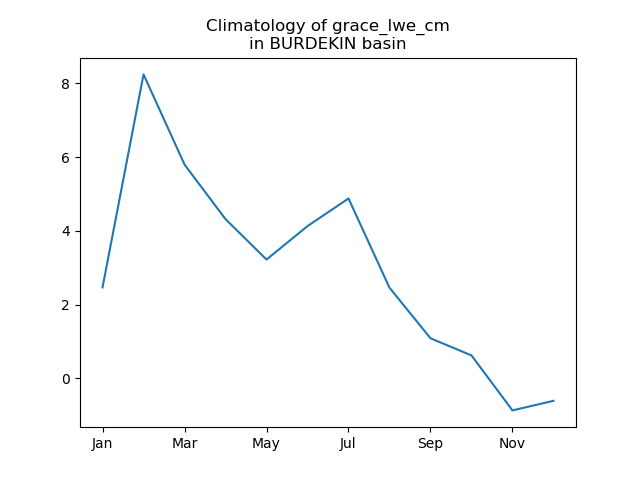 Climatology of grace_lwe_cm
in BURDEKIN basin
8
6
4
2
0
Jan
Mar
May
Jul
Sep
Nov